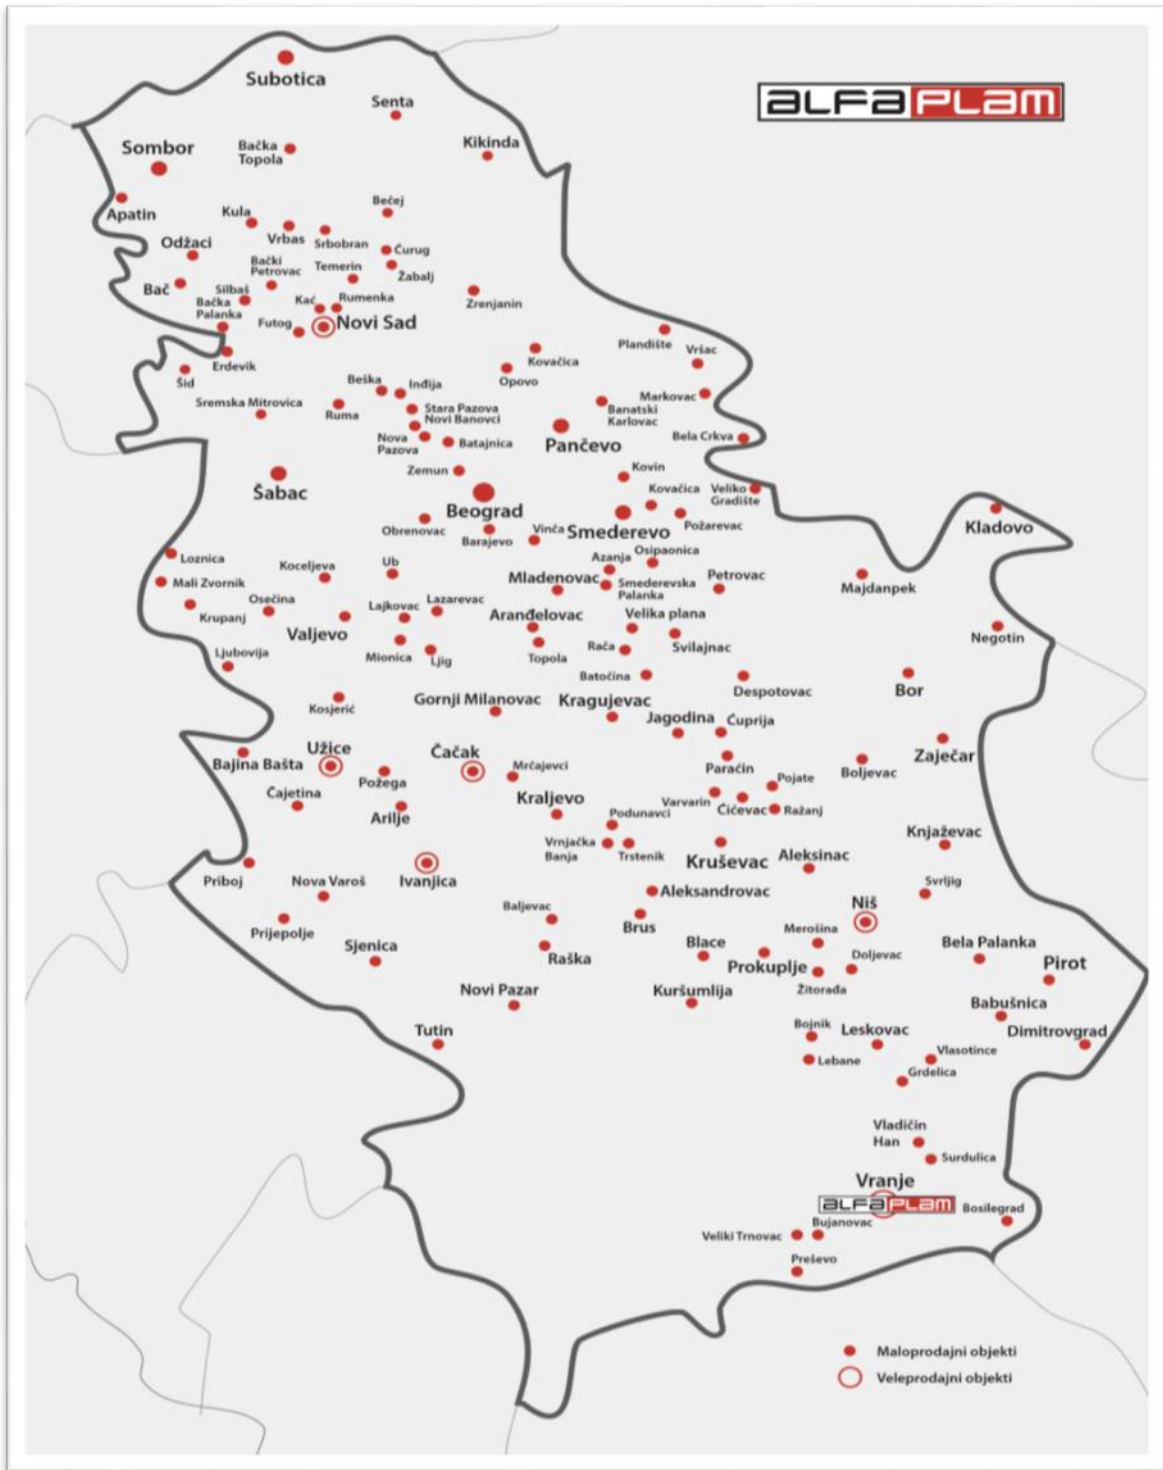 Subotica
ALFA PLAM
Senta
Kikinda
Sombor
Bačka
Topola
Apatin
Bečej
Kula
Vrbas
Srbobran
Odžaci
Čurug
Bački
Petrovac
Temerin
Žabalj
Bač
Silbaš
Bačka
Palanka
Kać
Rumenka
Zrenjanin
Futog
Novi Sad
Plandište
Vršac
Erdevik
Kovačica
Šid
Opovo
Beška
Inđija
Markovac
Sremska Mitrovica
Ruma
Stara Pazova
Novi Banovci
Banatski
Karlovac
Nova
Pazova
Batajnica
Pančevo
Bela Crkva
Zemun
Kovin
Šabac
Kovačica
Veliko
Gradište
Beograd
Obrenovac
Barajevo
Vinča
Smederevo
Požarevac
Kladovo
Loznica
Koceljeva
Ub
Azanja
Osipaonica
Mali Zvornik
Mladenovac
Smederevska
Palanka
Petrovac
Majdanpek
Krupanj
Osečina
Lajkovac
Lazarevac
Aranđelovac
Velika plana
Valjevo
Negotin
Ljubovija
Mionica
Ljig
Topola
Rača
Svilajnac
Batočina
Despotovac
Bor
Kosjerić
Gornji Milanovac
Kragujevac
Jagodina
Ćuprija
Užice
Čačak
Zaječar
Bajina Bašta
Požega
Mrčajevci
Paraćin
Boljevac
Pojate
Čajetina
Arilje
Kraljevo
Varvarin
Ćićevac
Ražanj
Podunavci
Knjaževac
Vrnjačka
Banja
Trstenik
Kruševac
Aleksinac
Priboj
Nova Varoš
Ivanjica
Svrljig
Aleksandrovac
Niš
Baljevac
Brus
Prijepolje
Merošina
Sjenica
Raška
Blace
Prokuplje
Doljevac
Bela Palanka
Pirot
Novi Pazar
Kuršumlija
Žitorađa
Babušnica
Tutin
Bojnik
Leskovac
Dimitrovgrad
Lebane
Vlasotince
Grdelica
Vladičin
Han
Surdulica
Vranje
ALFA PLAM
Bosilegrad
Bujanovac
Veliki Trnovac
Preševo
Maloprodajni objekti
Veleprodajni objekti